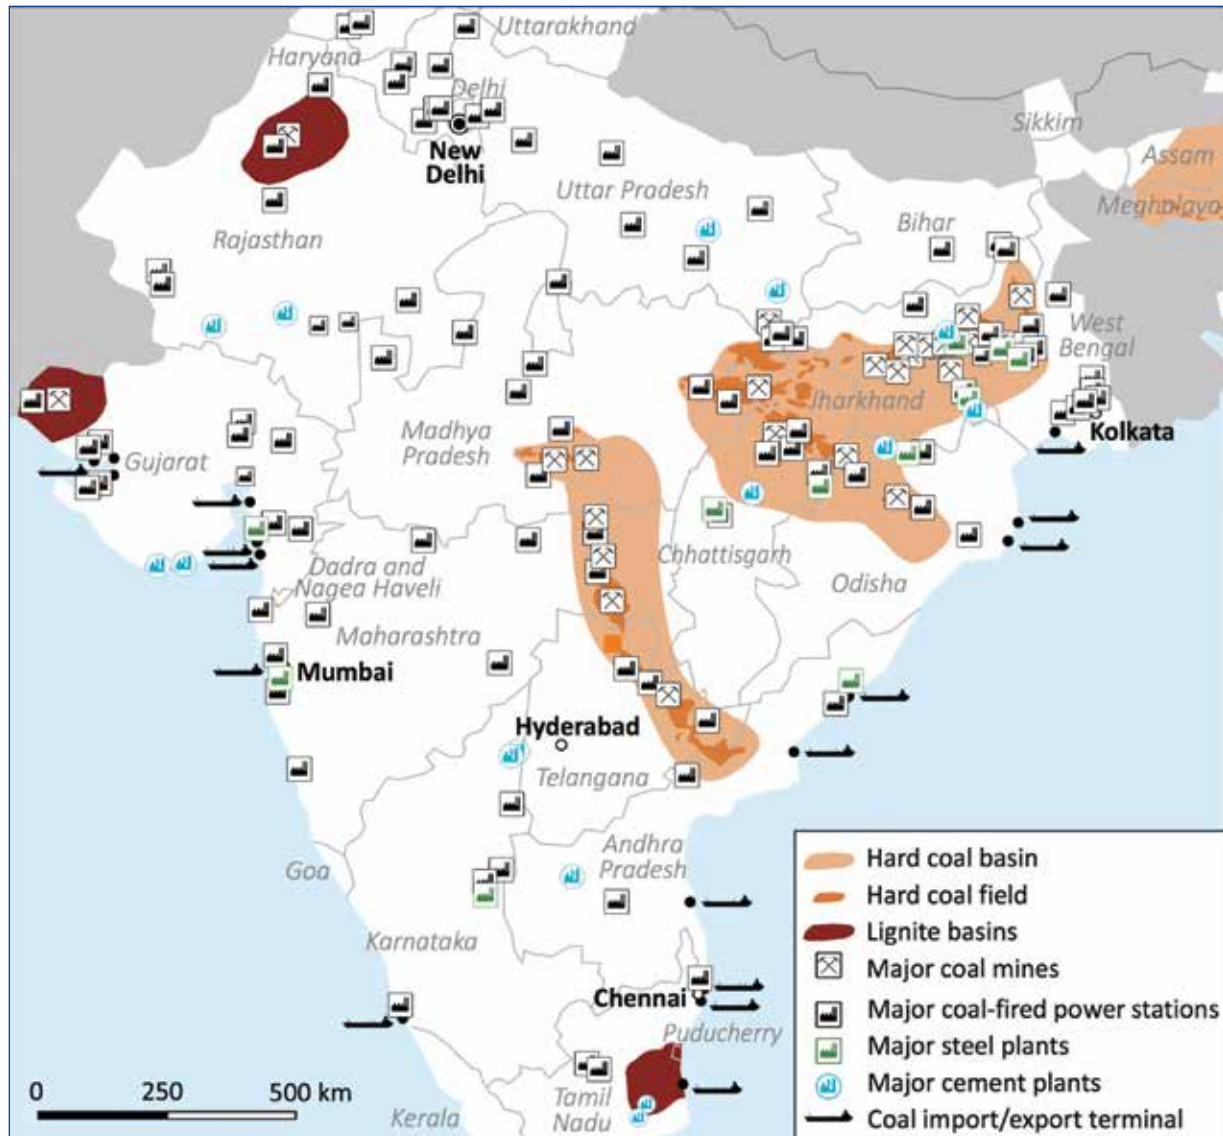 Uttarakhand
Haryana
Delhi
New
Delhi
Sikkim
Assam
Meghalaya
Uttar Pradesh
Rajasthan
Bihar
West
Bengal
Jharkhand
Kolkata
Madhya
Pradesh
Gujarat
Chhattisgarh
Odisha
Dadra and
Nagea Haveli
Maharashtra
Mumbai
Hyderabad
Telangana
Andhra
Pradesh
Goa
Karnataka
Chennai
Puducherry
Tamil
Nadu
Kerala
0 250 500 km
Hard coal basin
Hard coal field
Lignite basins
Major coal mines
Major coal-fired power stations
Major steel plants
Major cement plants
Coal import/export terminal